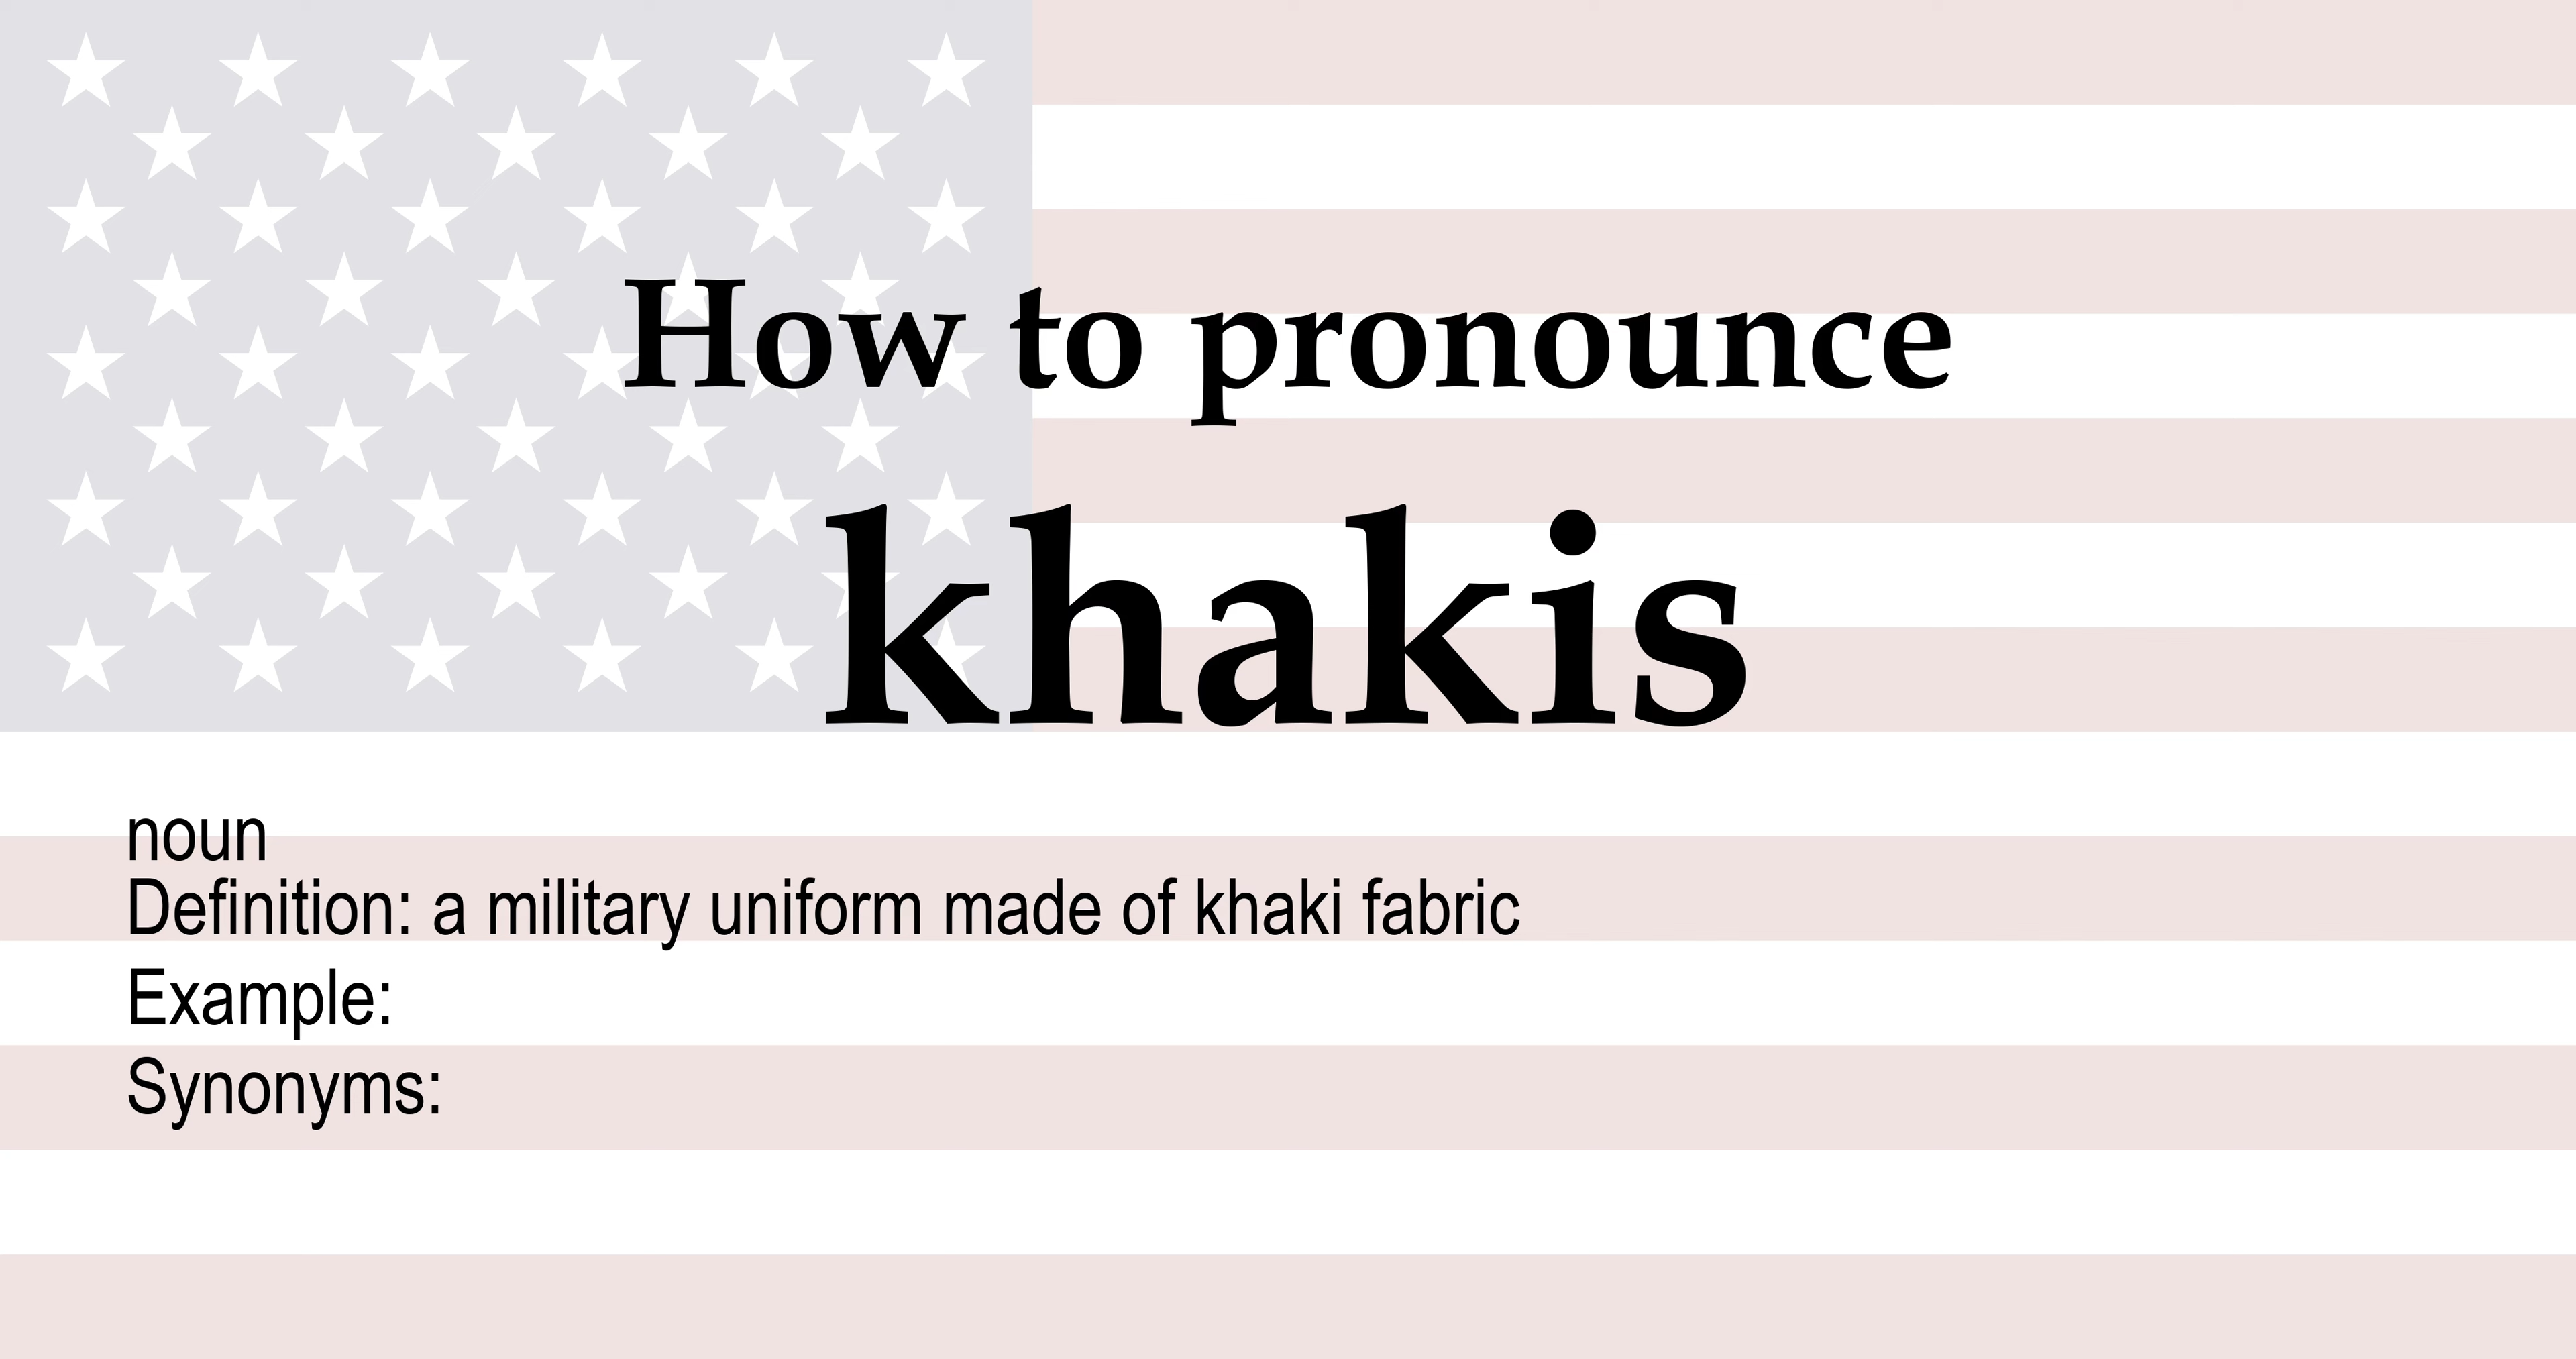 How to pronounce
khakis
noun
Definition: a military uniform made of khaki fabric
Example:
Synonyms: